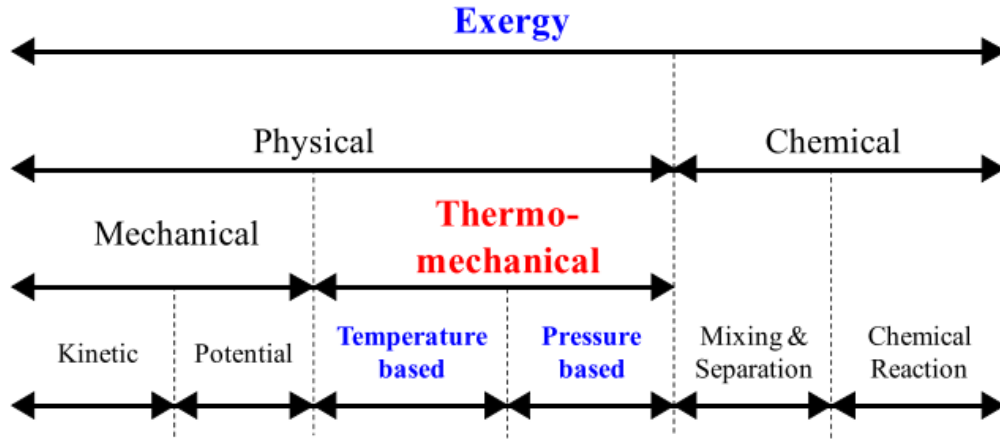 Exergy
Physical
Chemical
Mechanical
Thermo-
mechanical
Kinetic
Potential
Temperature
based
Pressure
based
Mixing &
Separation
Chemical
Reaction